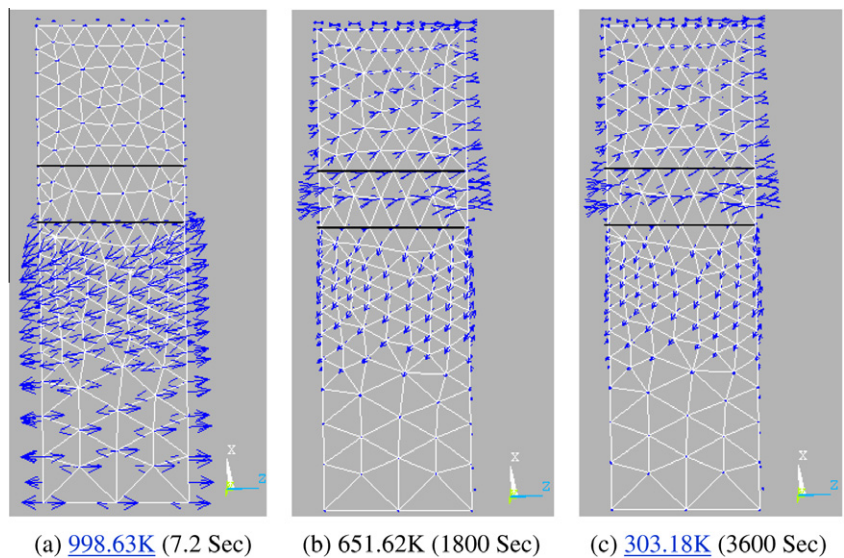 X
Z
X
Z
X
Z
(a) 998.63K (7.2 Sec)
(b) 651.62K (1800 Sec)
(c) 303.18K (3600 Sec)